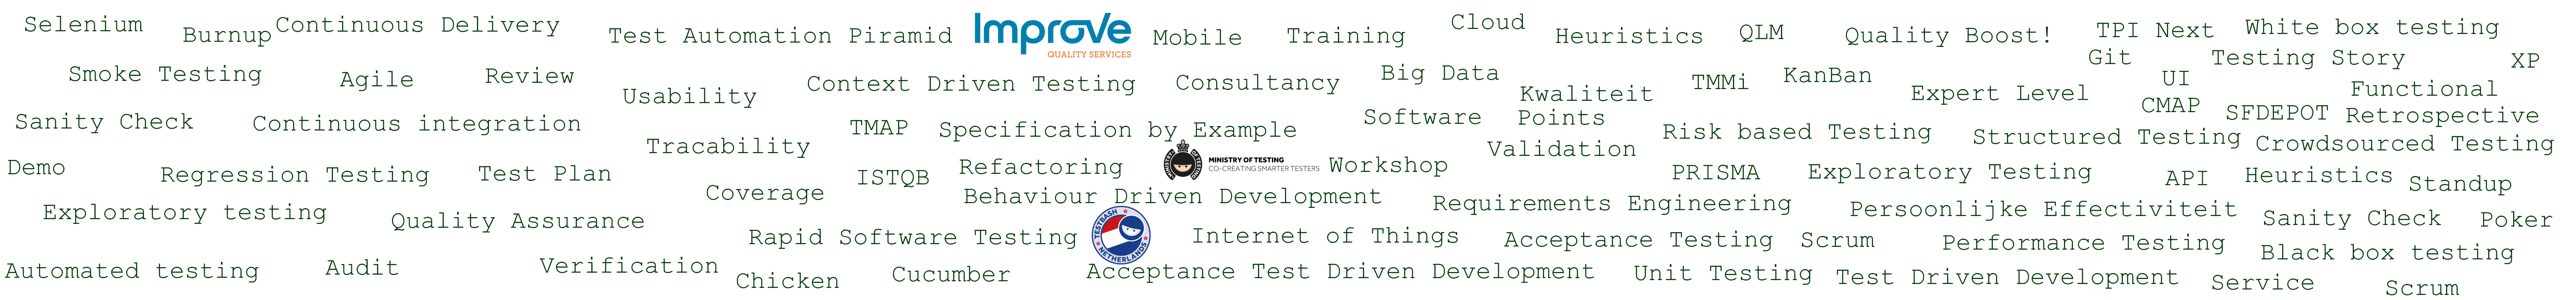 Selenium
Burnup
Continuous Delivery
Test Automation Piramid
Improve
QUALITY SERVICES
Mobile
Training
Cloud
Heuristics
QLM
Quality Boost!
TPI Next
White box testing
Git
Testing Story
XP
Smoke Testing
Agile
Review
Usability
Context Driven Testing
Consultancy
Big Data
Kwaliteit
TMMi
KanBan
Expert Level
UI
Functional
CMAP
SFDEPOT
Retrospective
Sanity Check
Continuous integration
Tracability
TMAP
Specification by Example
Software
Points
Validation
Risk based Testing
Structured Testing
Crowdsourced Testing
Demo
Regression Testing
Test Plan
Coverage
ISTQB
Refactoring
MINISTRY OF TESTING
CO-CREATING SMARTER TESTERS
Workshop
PRISMA
Exploratory Testing
API
Heuristics
Standup
Behaviour Driven Development
Requirements Engineering
Persoonlijke Effectiviteit
Sanity Check
Poker
Exploratory testing
Quality Assurance
Rapid Software Testing
TESTBASH
NETHERLANDS
Internet of Things
Acceptance Testing
Scrum
Performance Testing
Black box testing
Automated testing
Audit
Verification
Chicken
Cucumber
Acceptance Test Driven Development
Unit Testing
Test Driven Development
Service
Scrum